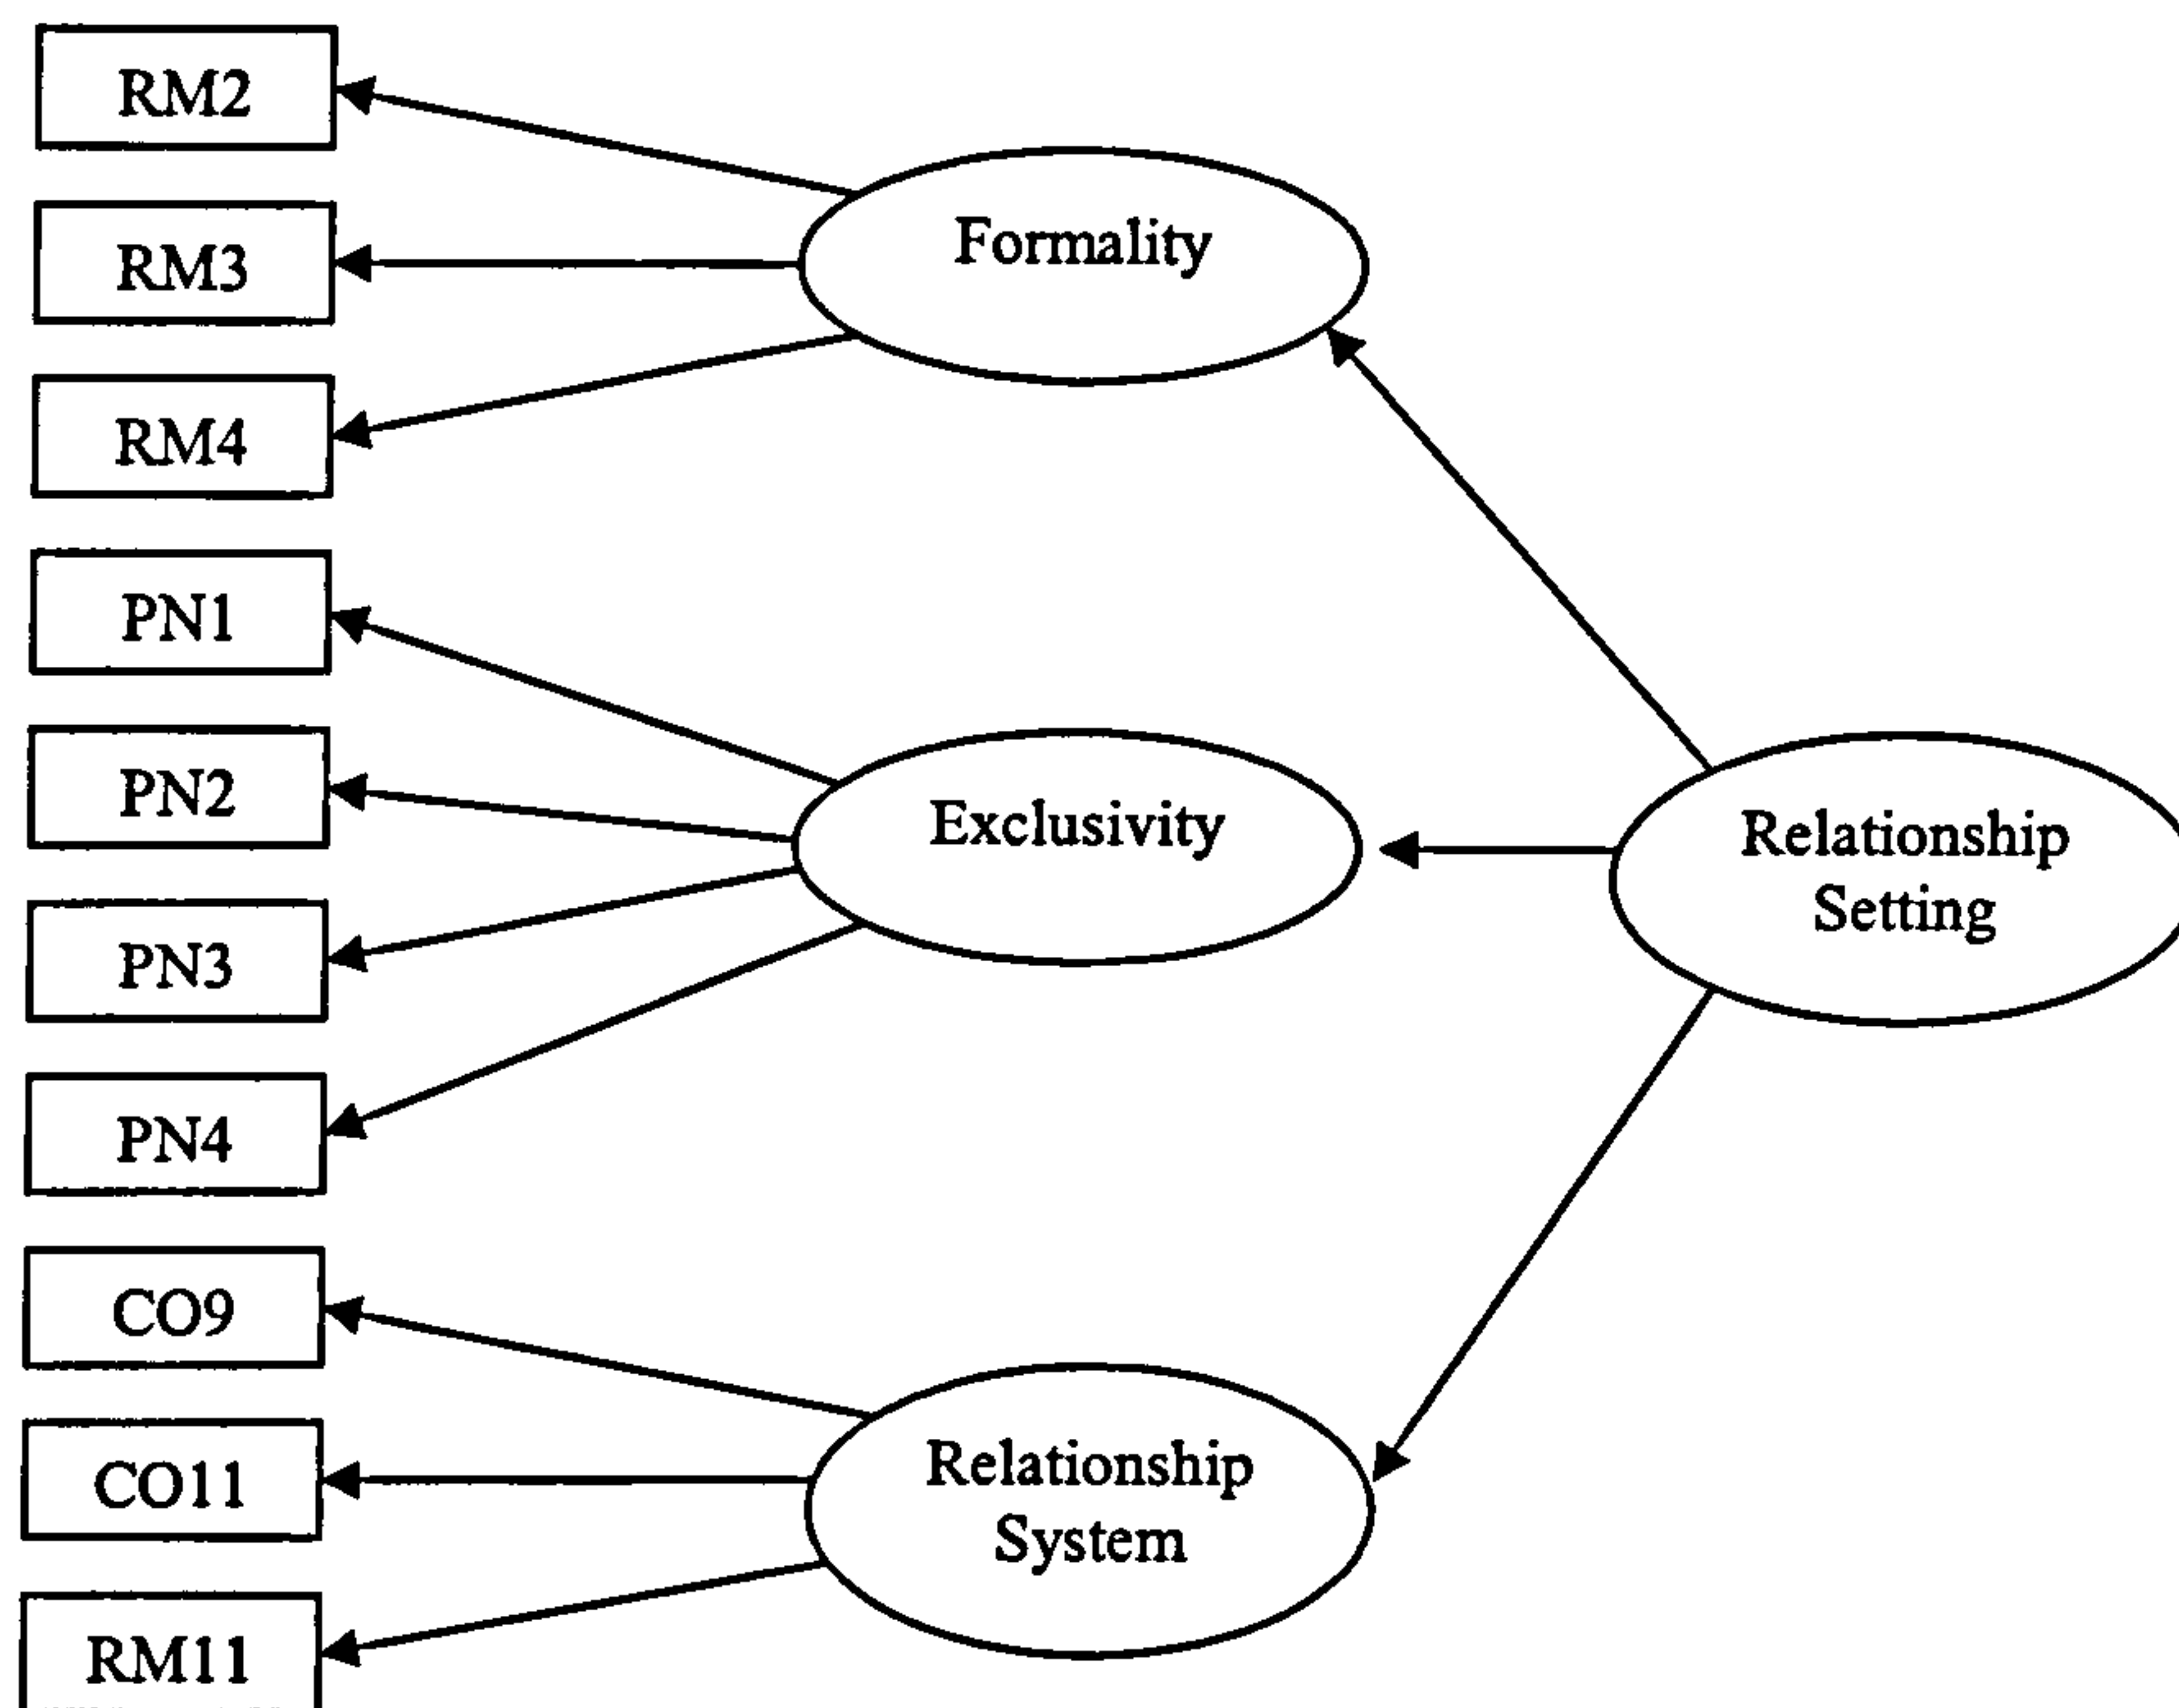 RM2
RM3
RM4
PN1
PN2
PN3
PN4
CO9
CO11
RM11
Formality
Exclusivity
Relationship
System
Relationship
Setting